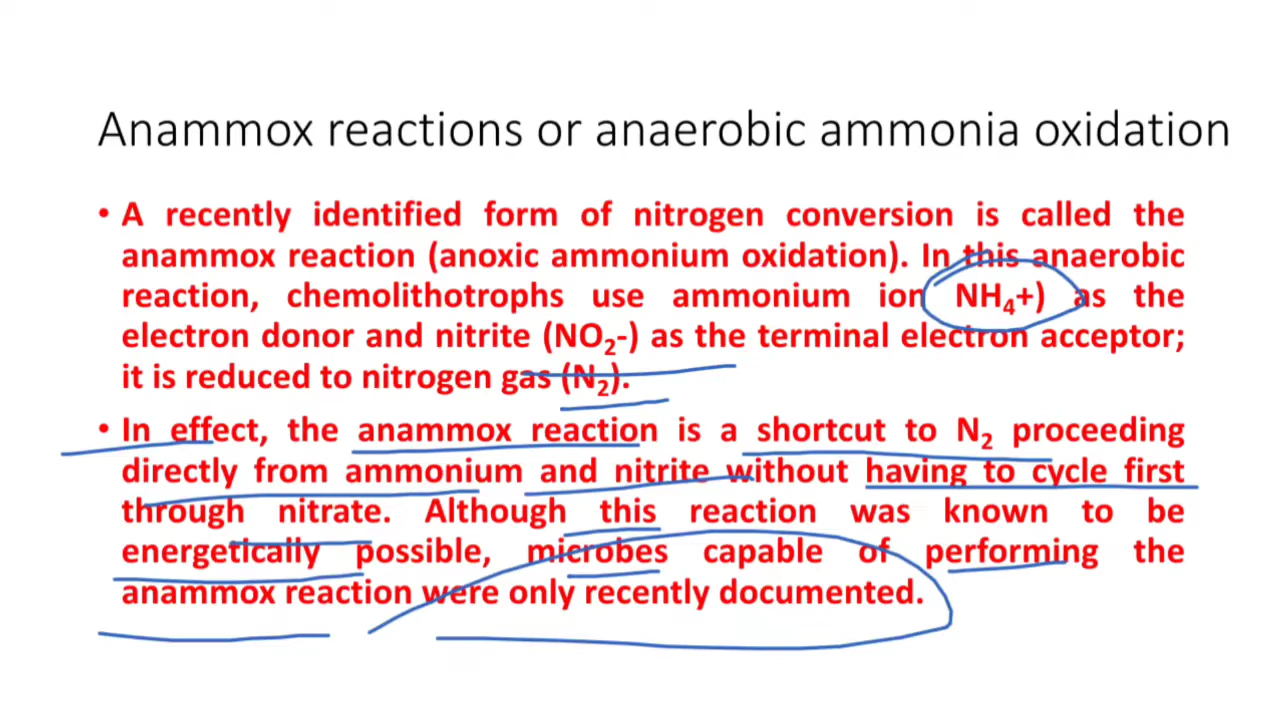 Anammox reactions or anaerobic ammonia oxidation
• A recently identified form of nitrogen conversion is called the
anammox reaction (anoxic ammonium oxidation). In this anaerobic
reaction, chemolithotrophs use ammonium ion NH4+) as the
electron donor and nitrite (NO2-) as the terminal electron acceptor;
it is reduced to nitrogen gas (N2).
• In effect, the anammox reaction is a shortcut to N2 proceeding
directly from ammonium and nitrite without having to cycle first
through nitrate. Although this reaction was known to be
energetically possible, microbes capable of performing the
anammox reaction were only recently documented.